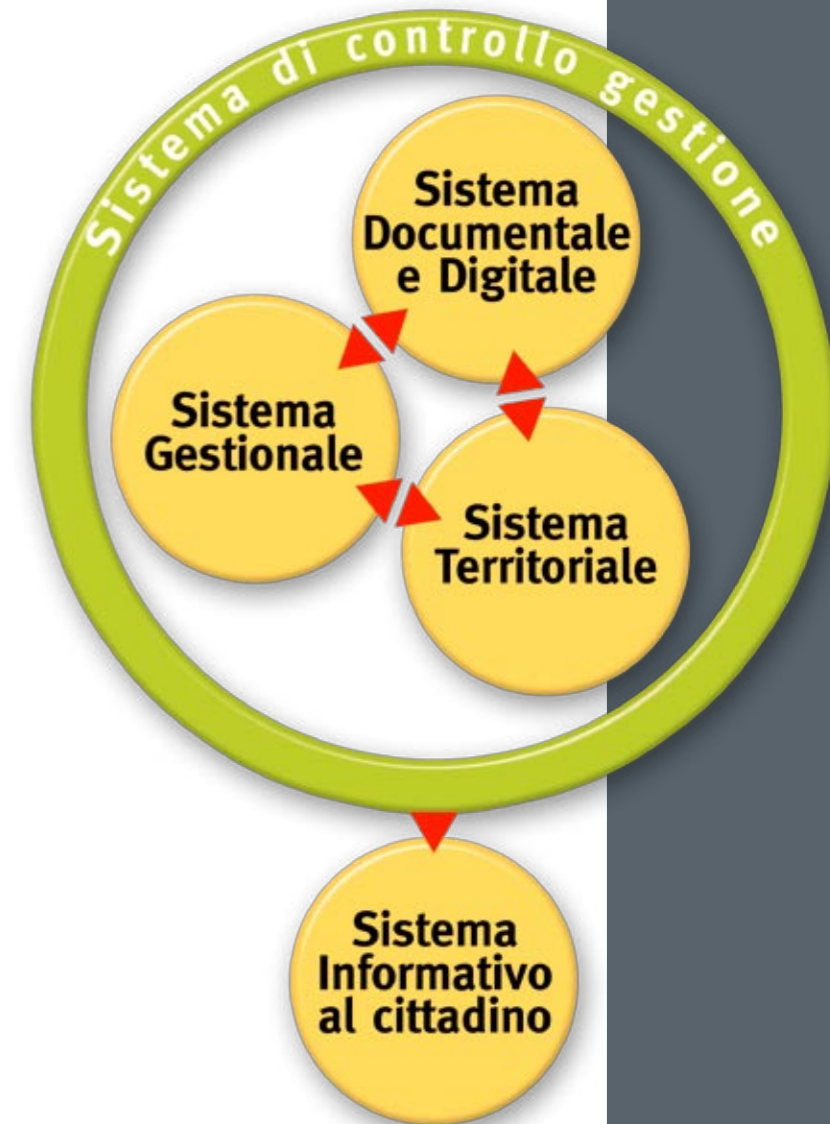 Sistema di controllo gestione
Sistema
Documentale
e Digitale
Sistema
Gestionale
Sistema
Territoriale
Sistema
Informativo
al cittadino